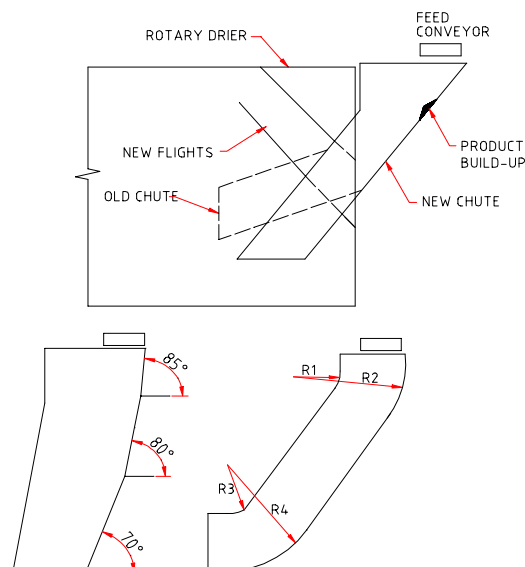 FEED
CONVEYOR
ROTARY DRIER
NEW FLIGHTS
PRODUCT
BUILD-UP
OLD CHUTE
NEW CHUTE
85°
R1
R2
80°
R3
R4
70°